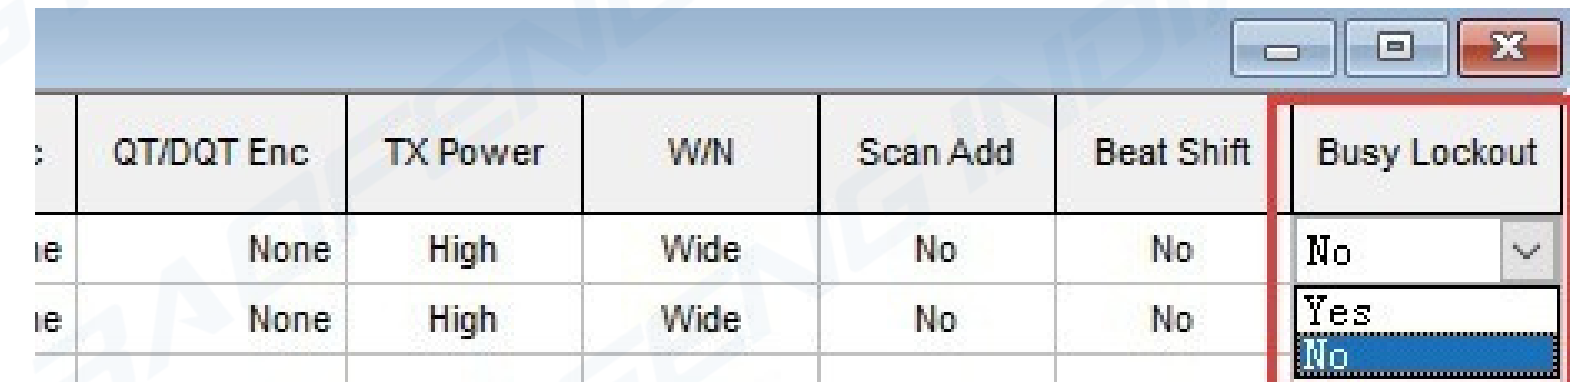 QT/DQT Enc TX Power W/N Scan Add Beat Shift Busy Lockout
None High Wide No No No
None High Wide No No Yes
No